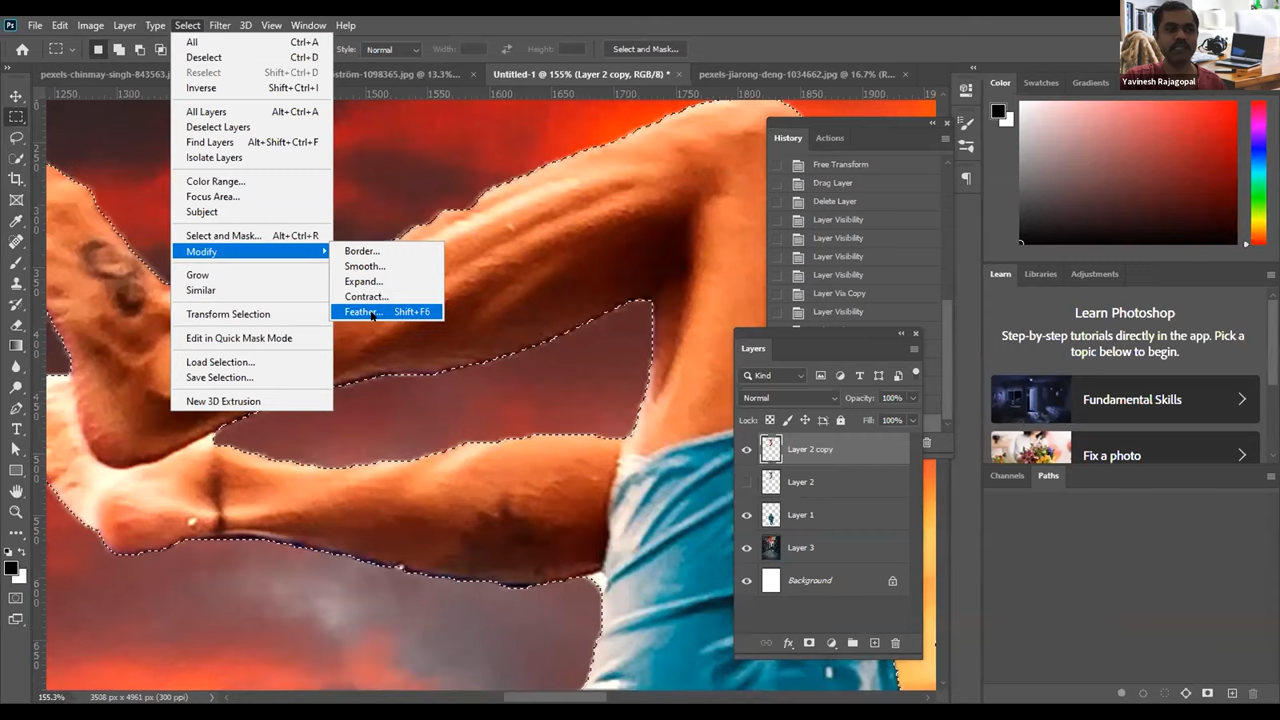 Ps File Edit Image Layer Type Select Filter 3D View Window Help
Style: Normal Width: Height: Select and Mask...
pexels-chinmay-singh-843563.j
ström-1098365.jpg @ 13.3%... ×
Untitled-1 @ 155% (Layer 2 copy, RGB/8) * ×
pexels-jiarong-deng-1034662.jpg @ 16.7% (R... ×
1250 1300 1500 1550 1600 1650 1700 1750 1800 1850
All Ctrl+A
Deselect Ctrl+D
Reselect Shift+Ctrl+D
Inverse Shift+Ctrl+I
All Layers Alt+Ctrl+A
Deselect Layers
Find Layers Alt+Shift+Ctrl+F
Isolate Layers
Color Range...
Focus Area...
Subject
Select and Mask... Alt+Ctrl+R
Modify
Grow
Similar
Transform Selection
Edit in Quick Mask Mode
Load Selection...
Save Selection...
New 3D Extrusion
Border...
Smooth...
Expand...
Contract...
Feather... Shift+F6
History Actions
Free Transform
Drag Layer
Delete Layer
Layer Visibility
Layer Visibility
Layer Visibility
Layer Visibility
Layer Via Copy
Layer Visibility
Layers
Kind
Normal Opacity: 100%
Lock: Fill: 100%
Layer 2 copy
Layer 2
Layer 1
Layer 3
Background
Yavinesh Rajagopal
Color Swatches Gradients
Learn Libraries Adjustments
Learn Photoshop
Step-by-step tutorials directly in the app. Pick a
topic below to begin.
Fundamental Skills
Fix a photo
Channels Paths
155.3% 3508 px x 4961 px (300 ppi)